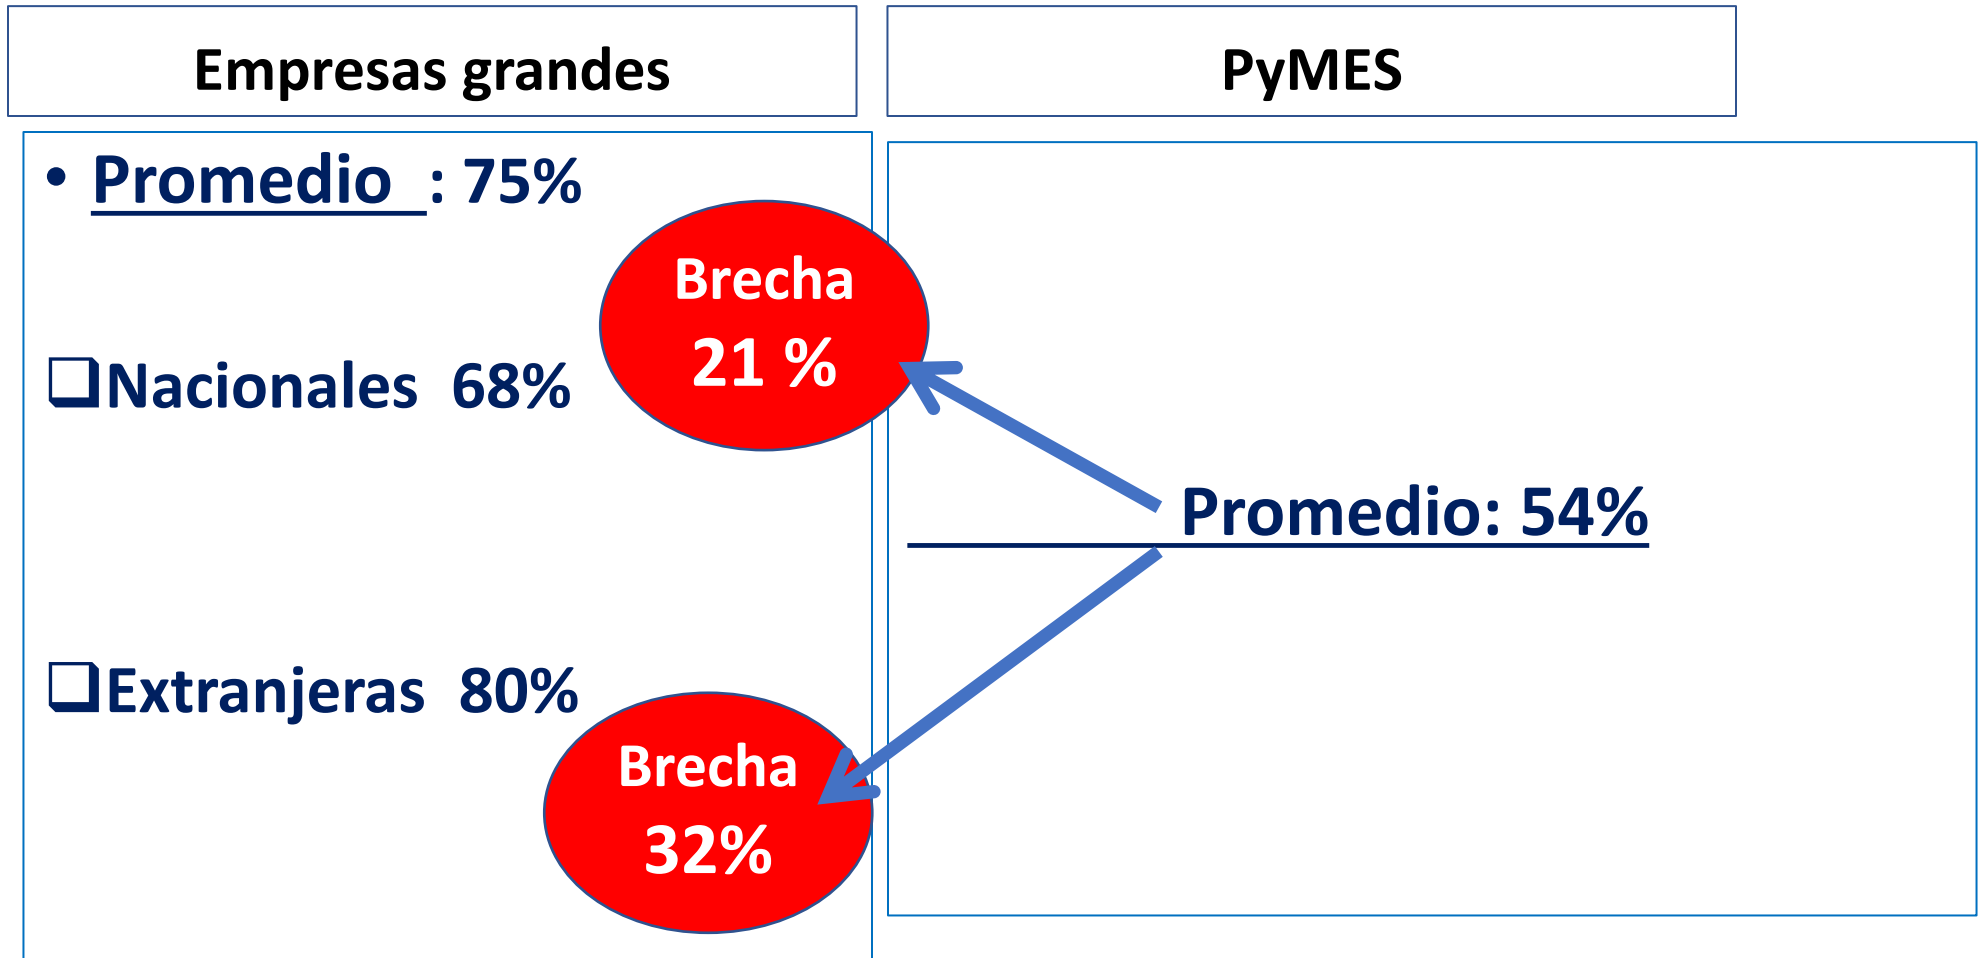 Empresas grandes
PyMES
• Promedio : 75%
Brecha
21 %
❑Nacionales 68%
Promedio: 54%
❑Extranjeras 80%
Brecha
32%